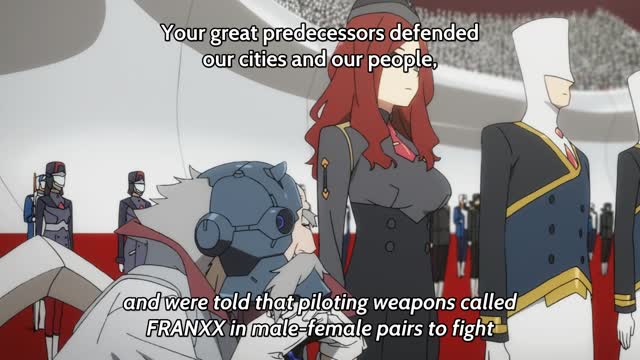 Your great predecessors defended
our cities and our people,
and were told that piloting weapons called
FRANXX in male-female pairs to fight